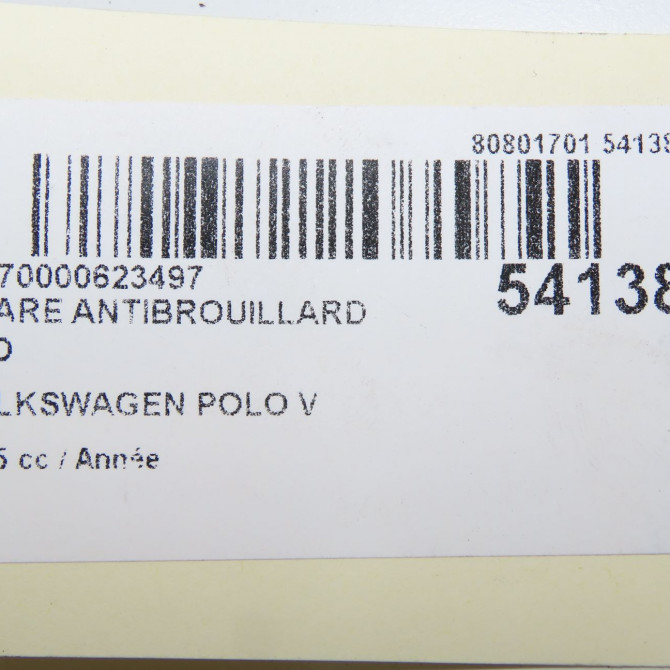 80801701 54138
70000623497
54138
ARE ANTIBROUILLARD
D
LKSWAGEN POLO V
5 cc / Année